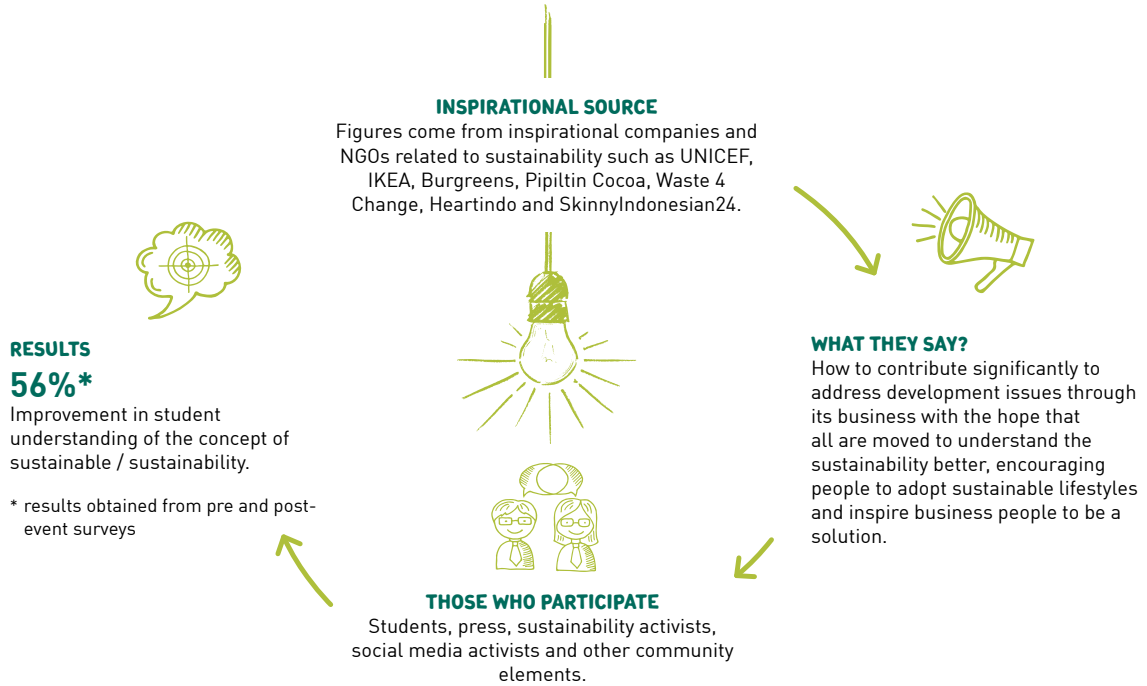 INSPIRATIONAL SOURCE
Figures come from inspirational companies and
NGOs related to sustainability such as UNICEF,
IKEA, Burgreens, Pipiltin Cocoa, Waste 4
Change, Heartindo and SkinnyIndonesian24.
WHAT THEY SAY?
How to contribute significantly to
address development issues through
its business with the hope that
all are moved to understand the
sustainability better, encouraging
people to adopt sustainable lifestyles
and inspire business people to be a
solution.
THOSE WHO PARTICIPATE
Students, press, sustainability activists,
social media activists and other community
elements.
RESULTS
56%*
Improvement in student
understanding of the concept of
sustainable / sustainability.
* results obtained from pre and post-
event surveys